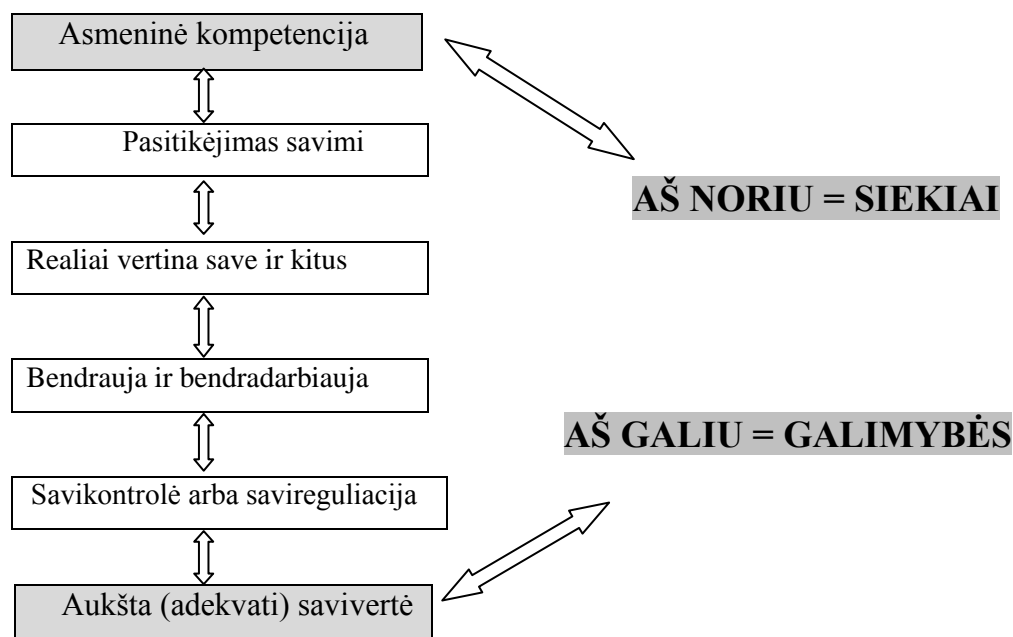 Asmeninė kompetencija
Pasitikėjimas savimi
AŠ NORIU = SIEKIAI
Realiai vertina save ir kitus
Bendrauja ir bendradarbiauja
AŠ GALIU = GALIMYBĖS
Savikontrolė arba savireguliacija
Aukšta (adekvati) savivertė